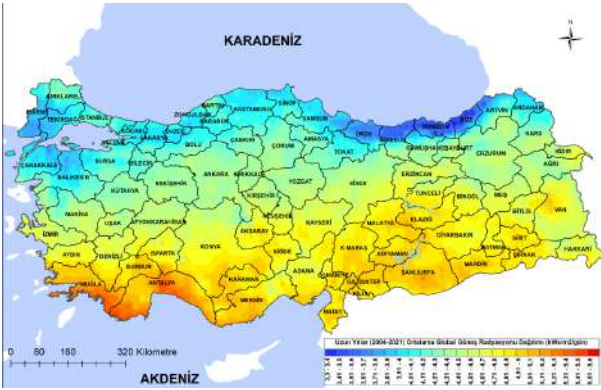 KARADENİZ
N
KIRKLARELİ
EDİRNE
TEKİRDAĞ
İSTANBUL
KOCAELİ
SAKARYA
DÜZCE
ZONGULDAK
BARTIN
KARABÜK
KASTAMONU
SİNOP
SAMSUN
ORDU
GİRESUN
TRABZON
RİZE
ARTVİN
ARDAHAN
KARS
IĞDIR
AĞRI
ÇANAKKALE
BALIKESİR
BURSA
BİLECİK
BOLU
ÇANKIRI
ÇORUM
AMASYA
TOKAT
GÜMÜŞHANE
BAYBURT
ERZURUM
KÜTAHYA
ESKİŞEHİR
ANKARA
KIRIKKALE
YOZGAT
SİVAS
ERZİNCAN
TUNCELİ
BİNGÖL
MUŞ
BİTLİS
VAN
MANİSA
UŞAK
AFYONKARAHİSAR
KIRŞEHİR
NEVŞEHİR
KAYSERİ
MALATYA
ELAZIĞ
DİYARBAKIR
BATMAN
SİİRT
ŞIRNAK
HAKKARİ
İZMİR
AYDIN
DENİZLİ
ISPARTA
BURDUR
KONYA
AKSARAY
NİĞDE
ADANA
K.MARAŞ
ADIYAMAN
ŞANLIURFA
MARDİN
MUĞLA
ANTALYA
KARAMAN
MERSİN
OSMANİYE
GAZİANTEP
KİLİS
HATAY
0 80 160 320 Kilometre
AKDENİZ
Uzun Yıllar (2004-2021) Ortalama Global Güneş Radyasyonu Dağılımı (kWsm/m2/gün)